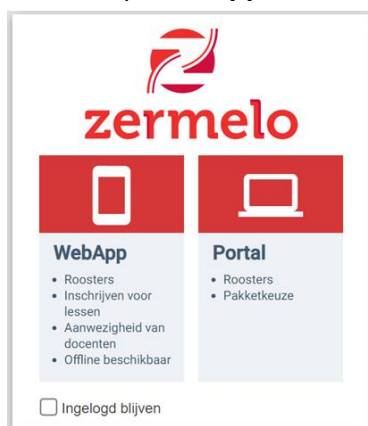 zermelo
WebApp
• Roosters
• Inschrijven voor
lessen
• Aanwezigheid van
docenten
• Offline beschikbaar
Portal
• Roosters
• Pakketkeuze
Ingelogd blijven